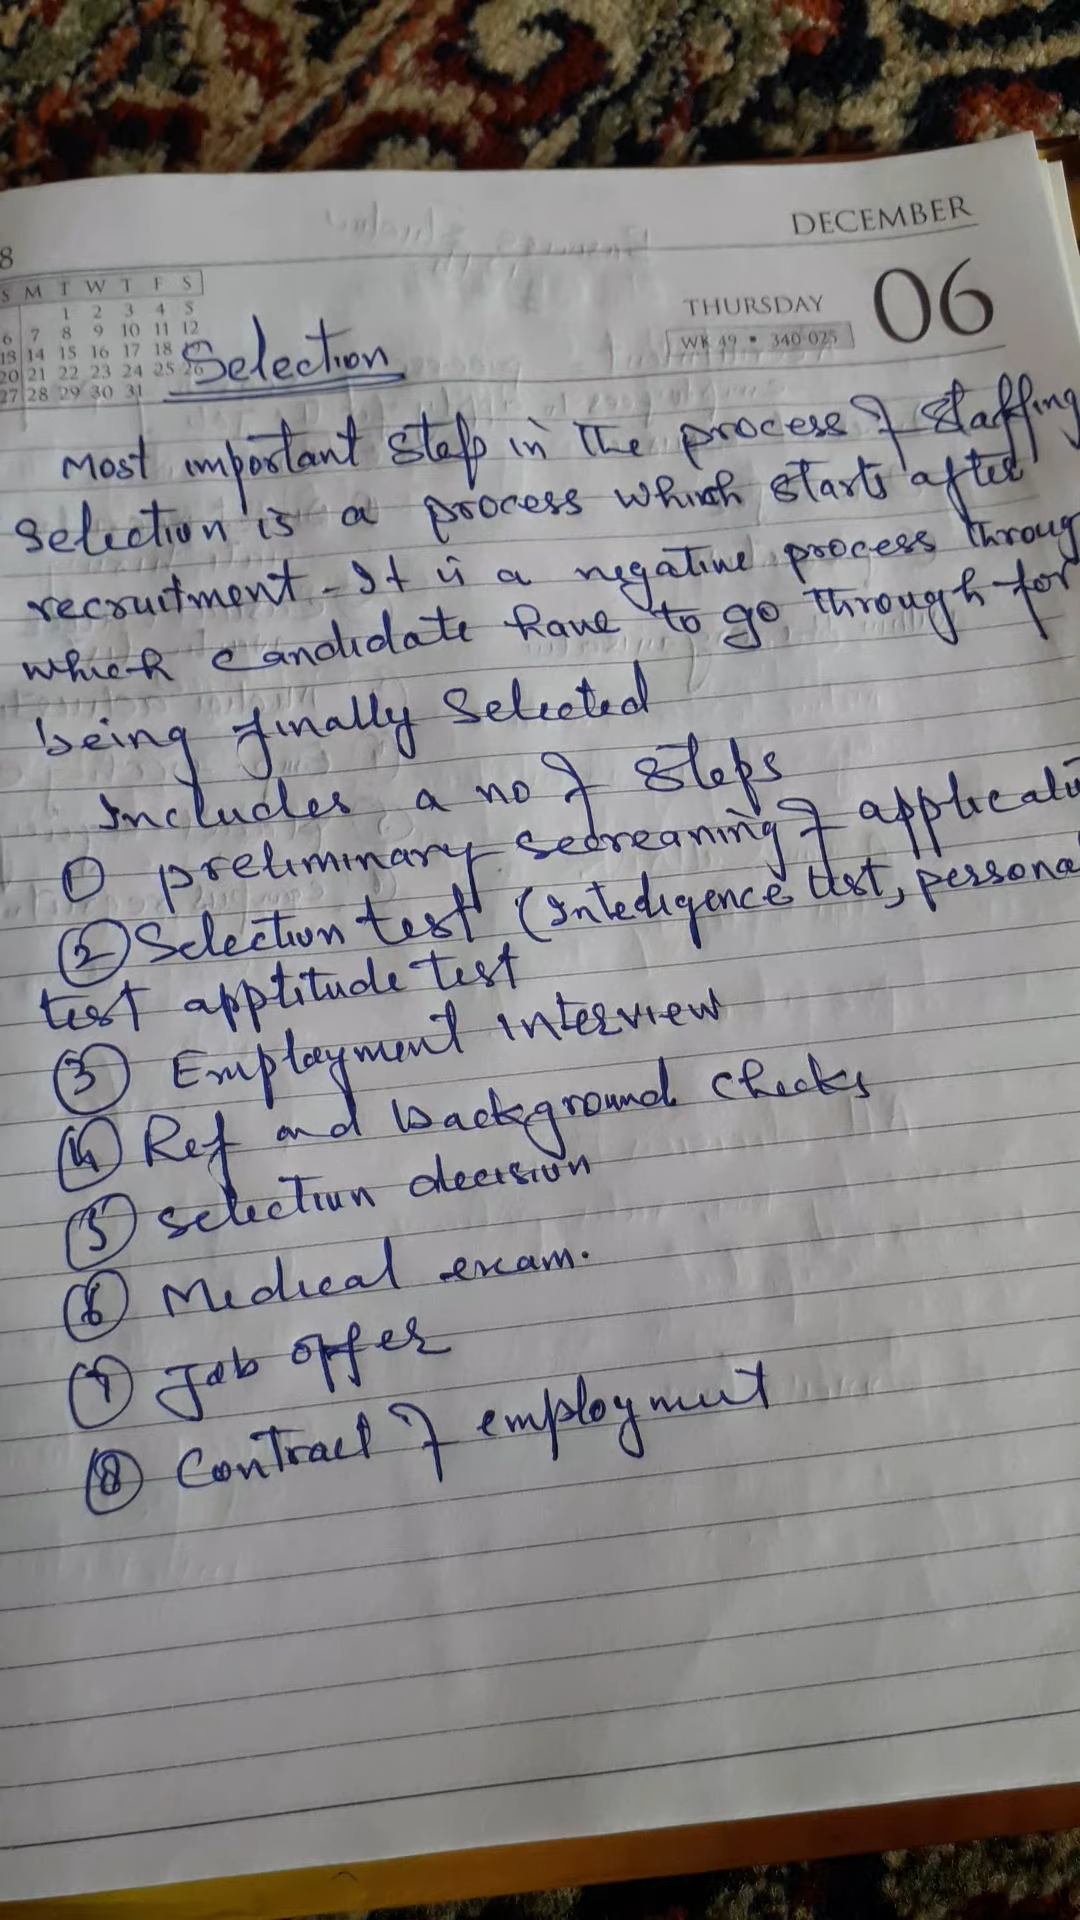 DECEMBER
8
S M T W T F S
1 2 3 4 5
6 7 8 9 10 11 12
13 14 15 16 17 18 19
20 21 22 23 24 25 26
27 28 29 30 31
THURSDAY 06
WK 49 • 340-025
Selection
Most important step in the process of staffing
Selection is a process which starts after
recruitment - It is a negative process throug
which candidate have to go through for
being finally selected
Includes a no of steps
① preliminary secreaning of applicati
② Selection test (Intedigence test, persona
test apptitude test
③ Employment interview
④ Ref and background checks
⑤ selection decision
⑥ Medical exam.
⑦ Job offer
⑧ Contract of employment